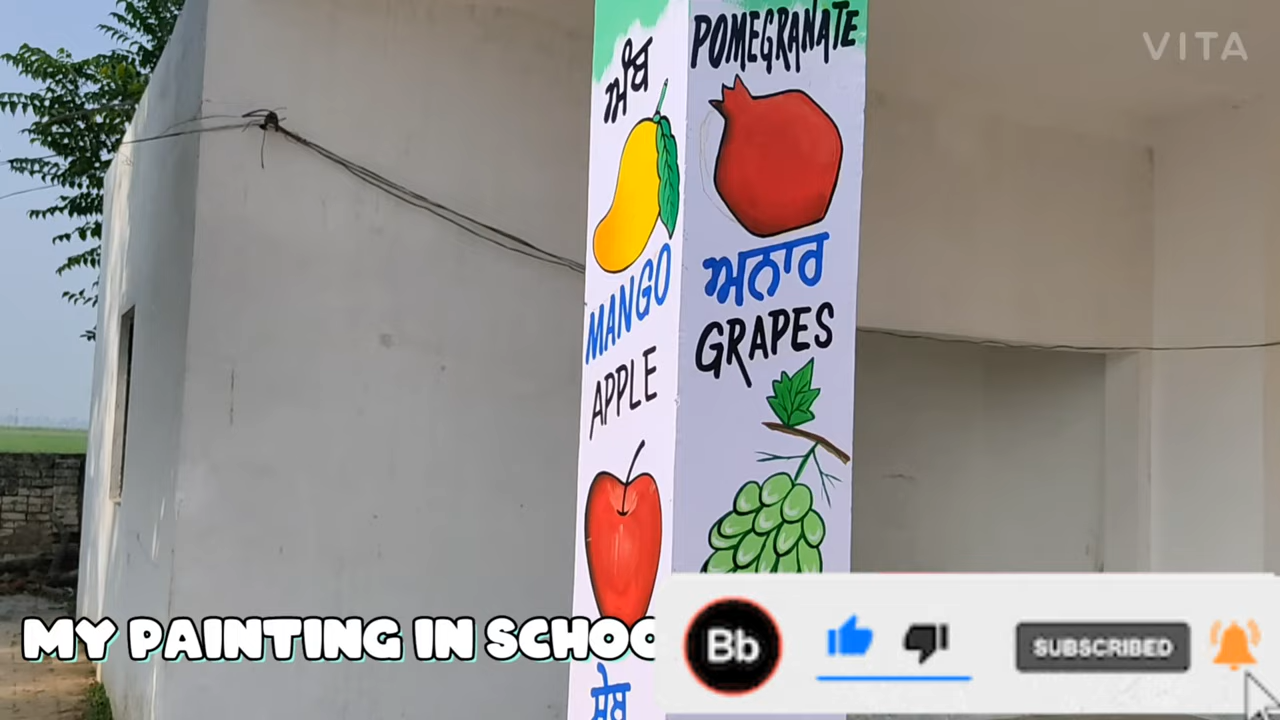 VITA
ਅੰਬ
MANGO
APPLE
ਸੇਬ
POMEGRANATE
ਅਨਾਰ
GRAPES
MY PAINTING IN SCHOO
Bb
SUBSCRIBED